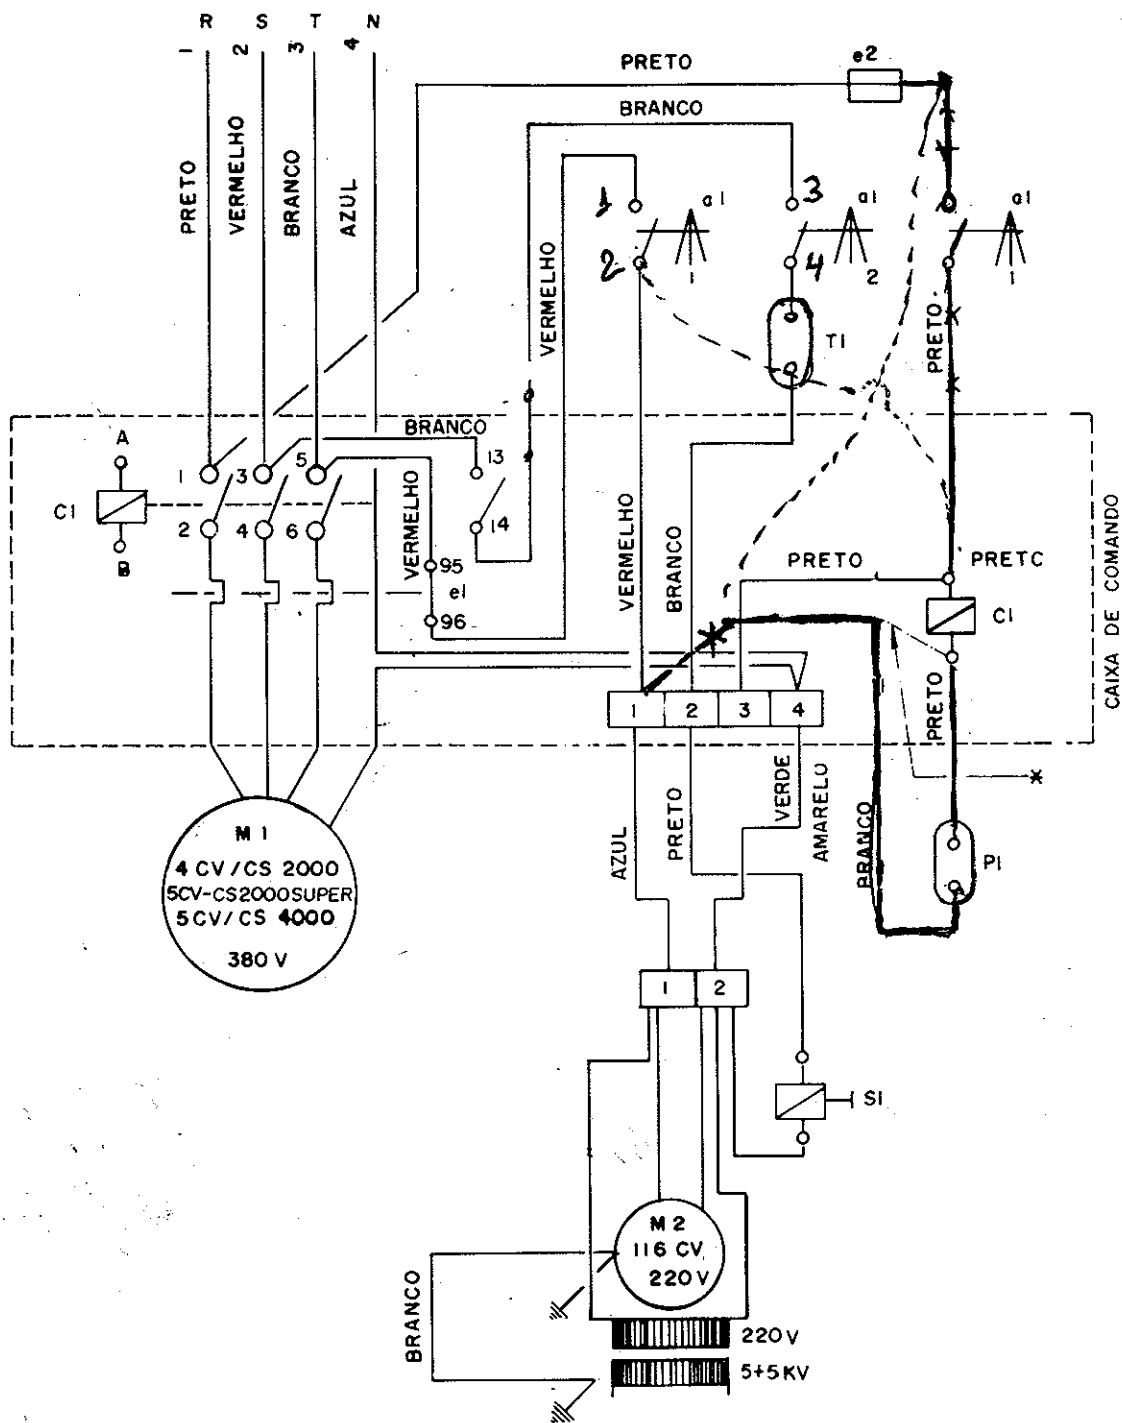 R S T N
1 2 3 4
PRETO
VERMELHO
BRANCO
AZUL
PRETO
e2
BRANCO
1
2
a1
1
3
4
a1
2
a1
1
VERMELHO
T1
PRETO
A
C1
B
1 3 5
2 4 6
BRANCO
13
14
VERMELHO
95
e1
96
VERMELHO
BRANCO
PRETO
PRETC
C1
CAIXA DE COMANDO
1 2 3 4
PRETO
M1
4 CV/CS 2000
5CV-CS2000SUPER
5 CV/CS 4000
380 V
AZUL
PRETO
VERDE
AMARELO
BRANCO
P1
1 2
S1
M2
116 CV
220V
BRANCO
220V
5+5KV